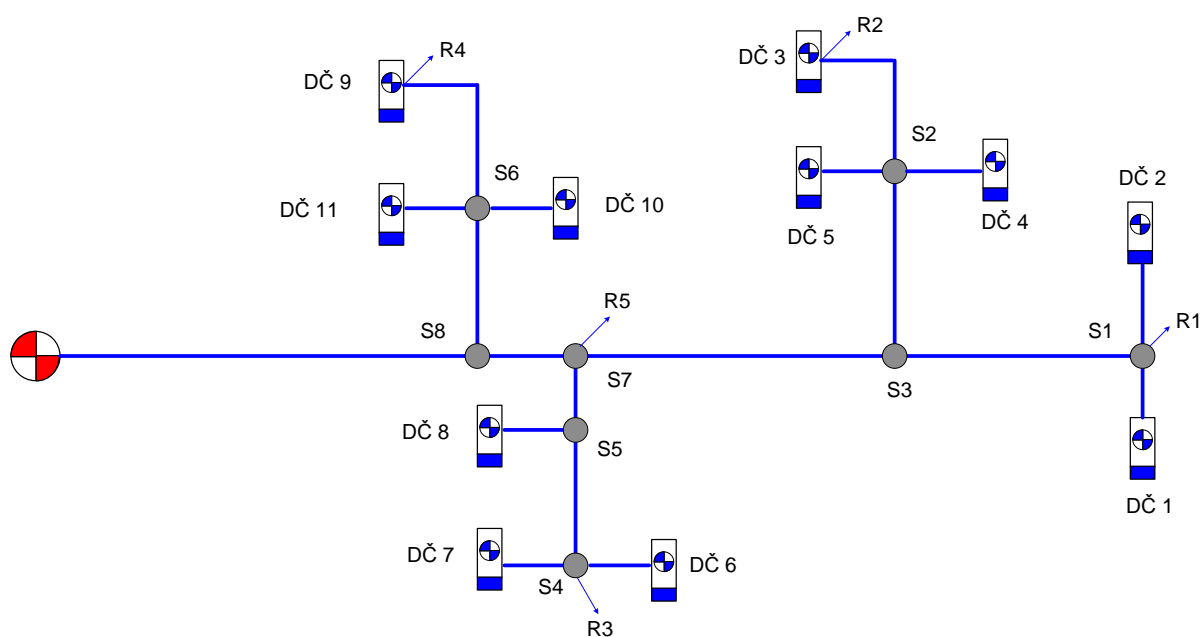 R2
R4
DČ 3
DČ 9
S2
S6
DČ 2
DČ 11
DČ 10
DČ 4
DČ 5
R5
R1
S8
S1
S7
S3
DČ 8
S5
DČ 1
DČ 7
DČ 6
S4
R3